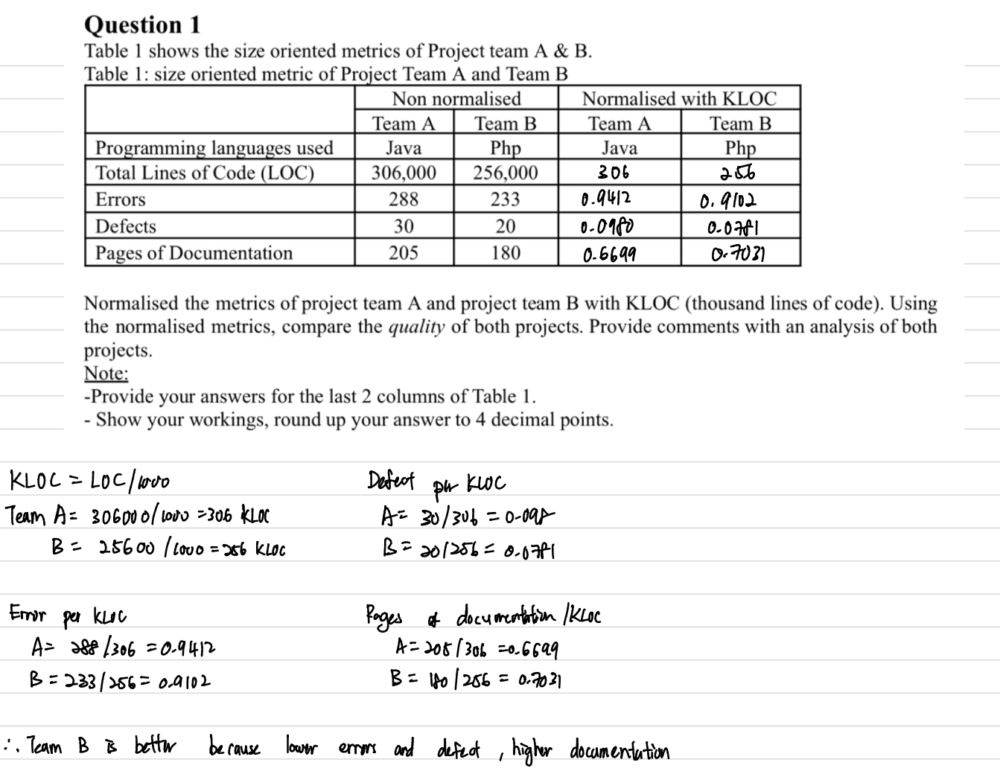 Question 1
Table 1 shows the size oriented metrics of Project team A & B.
Table 1: size oriented metric of Project Team A and Team B
Non normalised Normalised with KLOC
Team A Team B Team A Team B
Programming languages used Java Php Java Php
Total Lines of Code (LOC) 306,000 256,000 306 256
Errors 288 233 0.9412 0.9102
Defects 30 20 0.0980 0.0781
Pages of Documentation 205 180 0.6699 0.7031
Normalised the metrics of project team A and project team B with KLOC (thousand lines of code). Using
the normalised metrics, compare the quality of both projects. Provide comments with an analysis of both
projects.
Note:
-Provide your answers for the last 2 columns of Table 1.
- Show your workings, round up your answer to 4 decimal points.
KLOC = LOC/1000
Team A = 306000/1000 = 306 KLOC
B = 25600/1000 = 256 KLOC
Defect per KLOC
A = 30/306 = 0.098
B = 20/256 = 0.0781
Error per KLOC
A = 288/306 = 0.9412
B = 233/256 = 0.9102
Pages of documentation /KLOC
A = 205/306 = 0.6699
B = 180/256 = 0.7031
∴. Team B is better because lower errors and defect, higher documentation